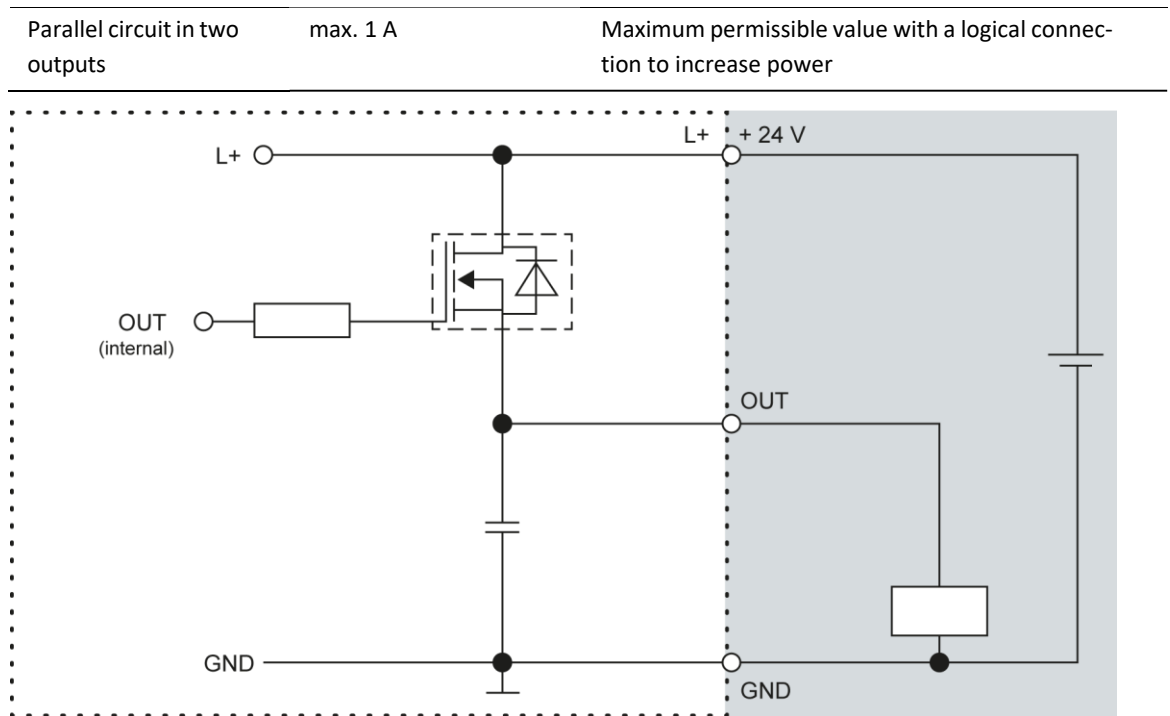 Parallel circuit in two outputs
max. 1 A
Maximum permissible value with a logical connec-
tion to increase power
L+
L+
+ 24 V
OUT
(internal)
OUT
GND
GND